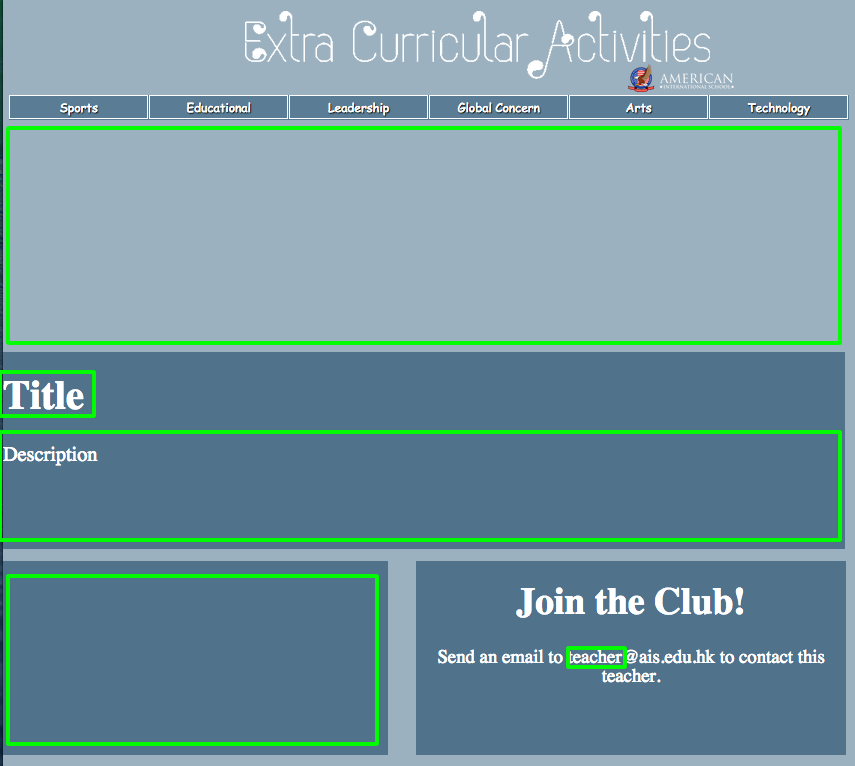 Extra Curricular Activities
AMERICAN
INTERNATIONAL SCHOOL
Sports Educational Leadership Global Concern Arts Technology
Title
Description
Join the Club!
Send an email to teacher@ais.edu.hk to contact this
teacher.